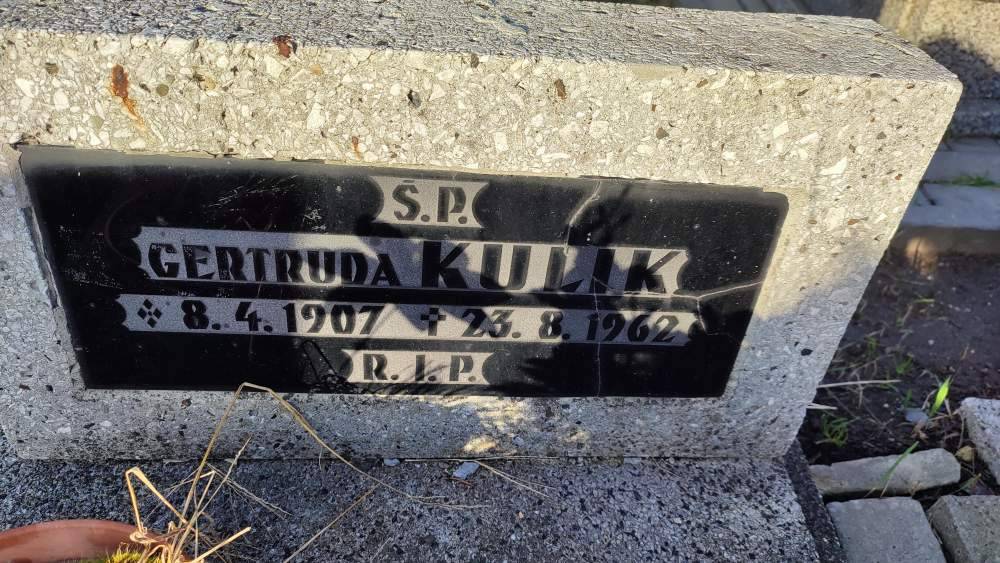 Ś.P.
GERTRUDA KULIK
❖ 8. 4. 1907 ✝ 23. 8. 1962
R. I. P.